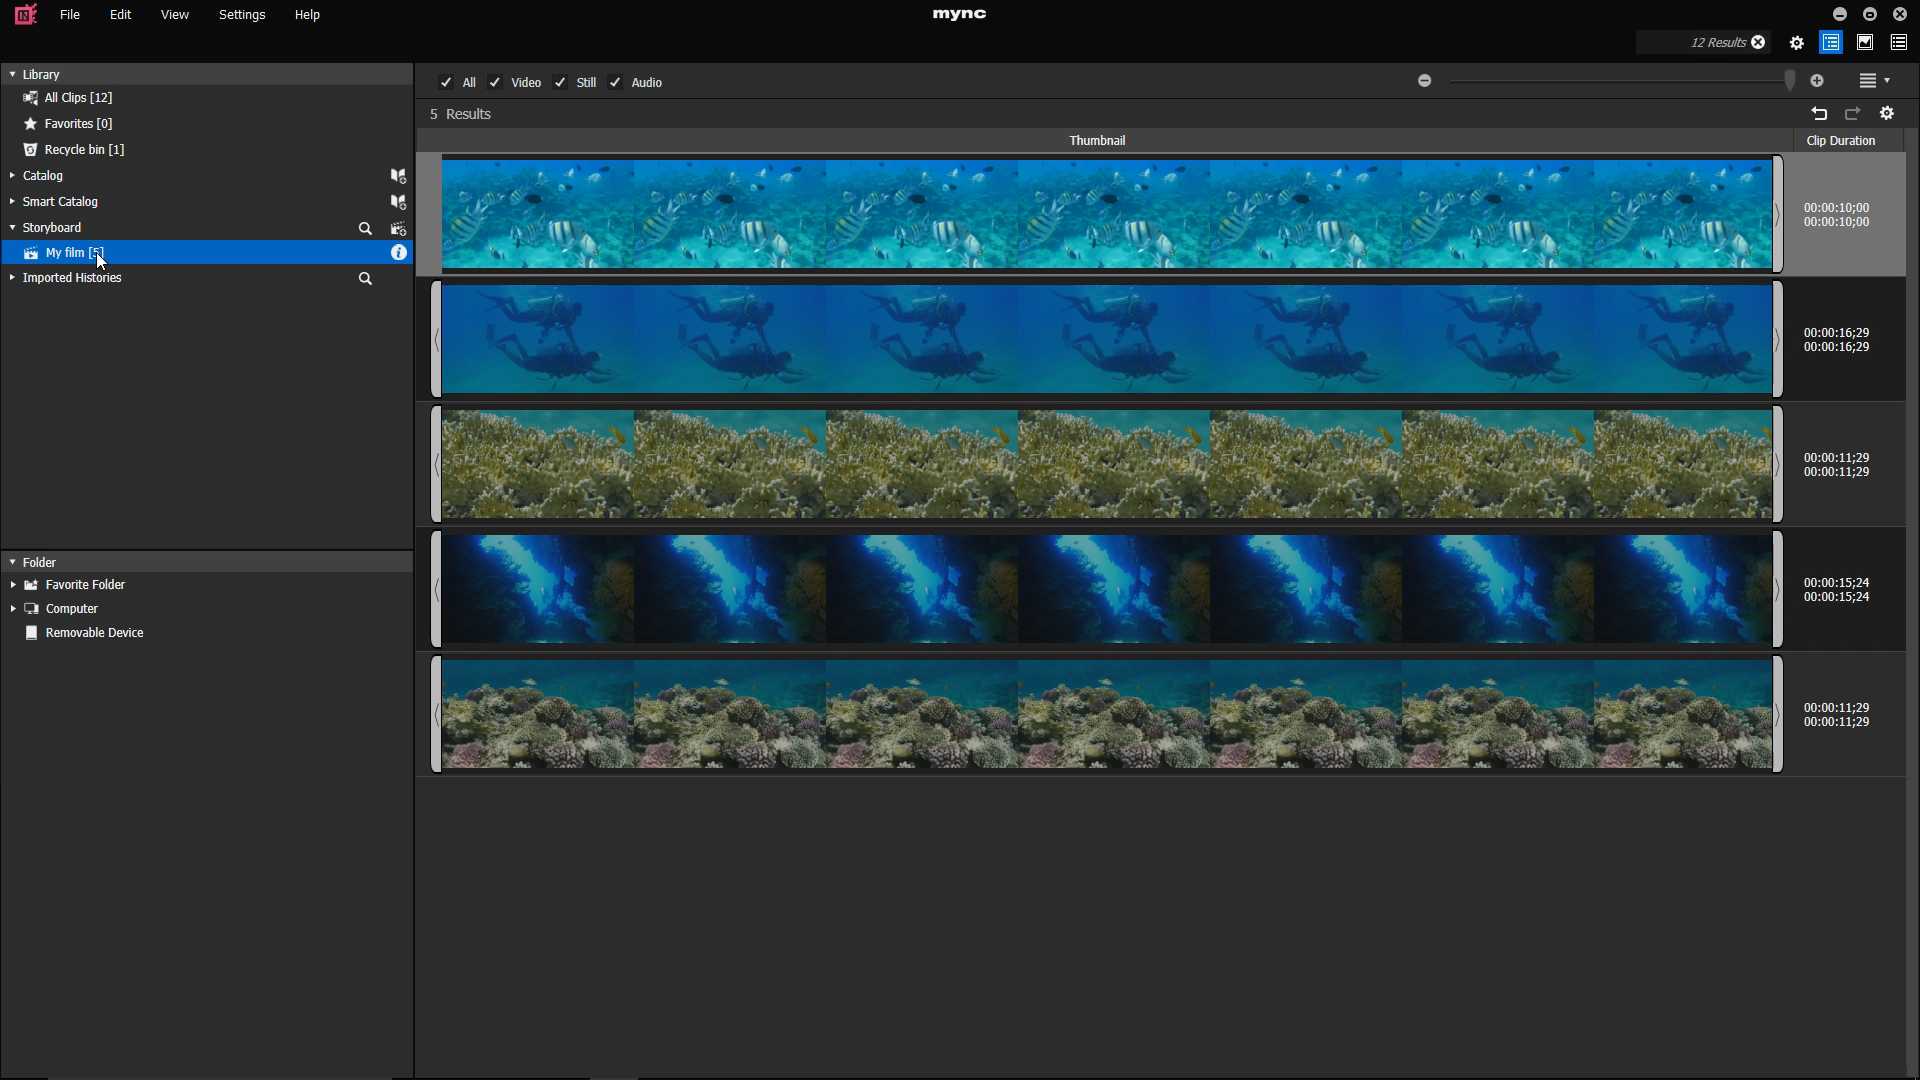 File Edit View Settings Help
mync
12 Results
Library
All Clips [12]
Favorites [0]
Recycle bin [1]
Catalog
Smart Catalog
Storyboard
My film [5]
Imported Histories
Folder
Favorite Folder
Computer
Removable Device
All Video Still Audio
5 Results
Thumbnail Clip Duration
00:00:10;00
00:00:10;00
00:00:16;29
00:00:16;29
00:00:11;29
00:00:11;29
00:00:15;24
00:00:15;24
00:00:11;29
00:00:11;29